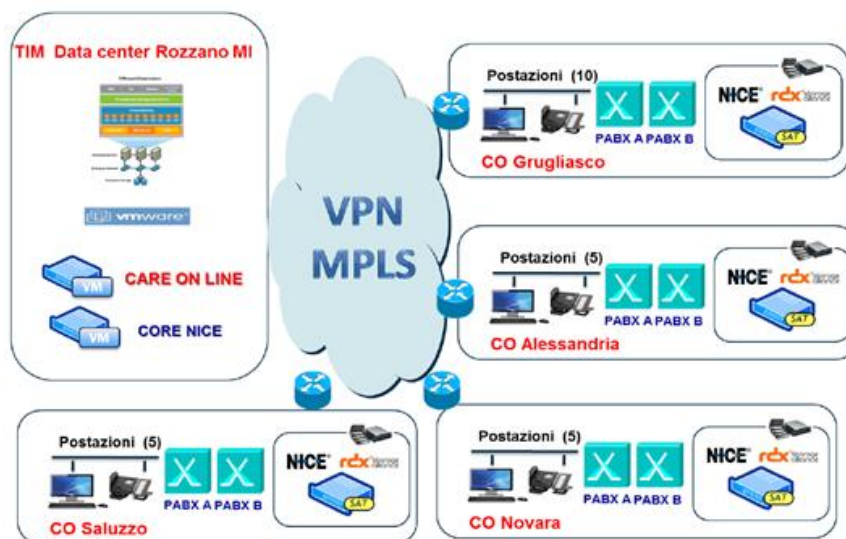 TIM Data center Rozzano MI
vmware
VM
CARE ON LINE
VM
CORE NICE
VPN
MPLS
Postazioni (10)
PABX A PABX B
NICE
rdx
SAT
CO Grugliasco
Postazioni (5)
PABX A PABX B
NICE
rdx
SAT
CO Alessandria
Postazioni (5)
PABX A PABX B
NICE
rdx
SAT
CO Saluzzo
Postazioni (5)
PABX A PABX B
NICE
rdx
SAT
CO Novara